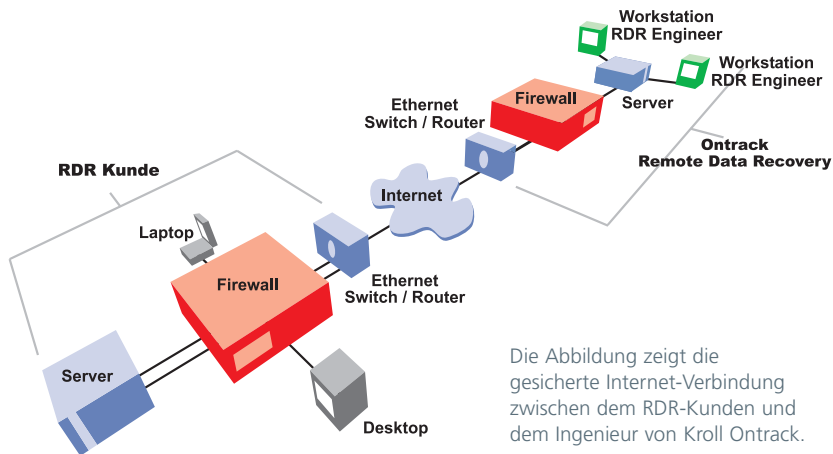 Workstation
RDR Engineer
Workstation
RDR Engineer
Server
Firewall
Ethernet
Switch / Router
Ontrack
Remote Data Recovery
RDR Kunde
Internet
Laptop
Firewall
Ethernet
Switch / Router
Server
Desktop
Die Abbildung zeigt die
gesicherte Internet-Verbindung
zwischen dem RDR-Kunden und
dem Ingenieur von Kroll Ontrack.